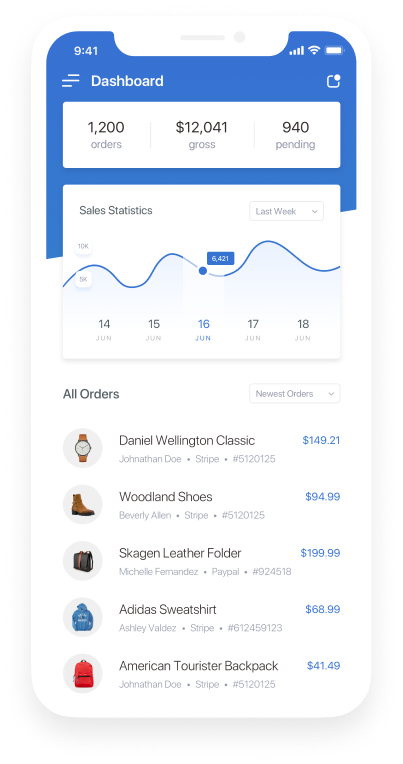 9:41
Dashboard
1,200 $12,041 940
orders gross pending
Sales Statistics Last Week
10K
6,421
5K
14 15 16 17 18
JUN JUN JUN JUN JUN
All Orders Newest Orders
Daniel Wellington Classic $149.21
Johnathan Doe • Stripe • #5120125
Woodland Shoes $94.99
Beverly Allen • Stripe • #5120125
Skagen Leather Folder $199.99
Michelle Fernandez • Paypal • #924518
Adidas Sweatshirt $68.99
Ashley Valdez • Stripe • #612459123
American Tourister Backpack $41.49
Johnathan Doe • Stripe • #5120125